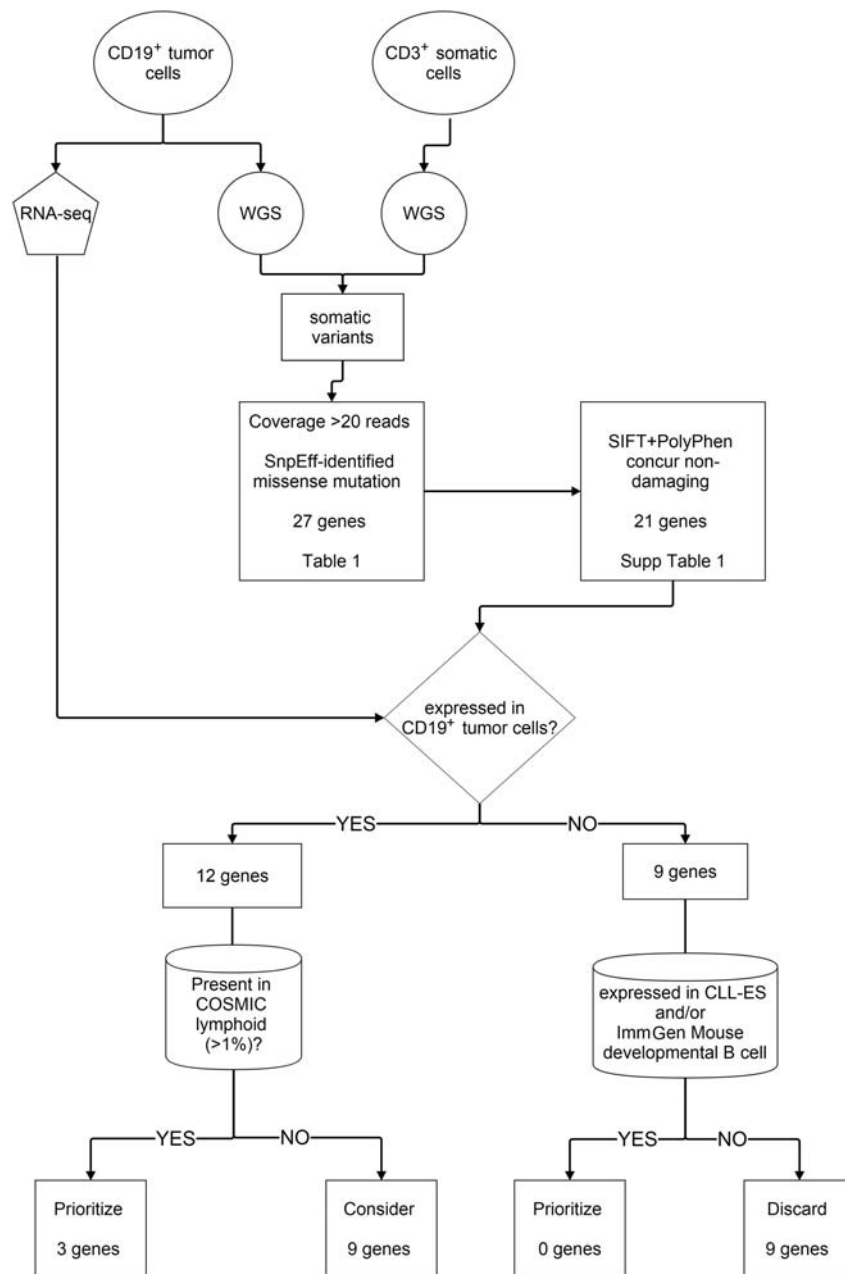 CD19+ tumor
cells
CD3+ somatic
cells
RNA-seq
WGS
WGS
somatic
variants
Coverage >20 reads
SnpEff-identified
missense mutation
27 genes
Table 1
SIFT+PolyPhen
concur non-
damaging
21 genes
Supp Table 1
expressed in
CD19+ tumor cells?
YES
NO
12 genes
9 genes
Present in
COSMIC
lymphoid
(>1%)?
expressed in CLL-ES
and/or
ImmGen Mouse
developmental B cell
YES
NO
YES
NO
Prioritize
3 genes
Consider
9 genes
Prioritize
0 genes
Discard
9 genes